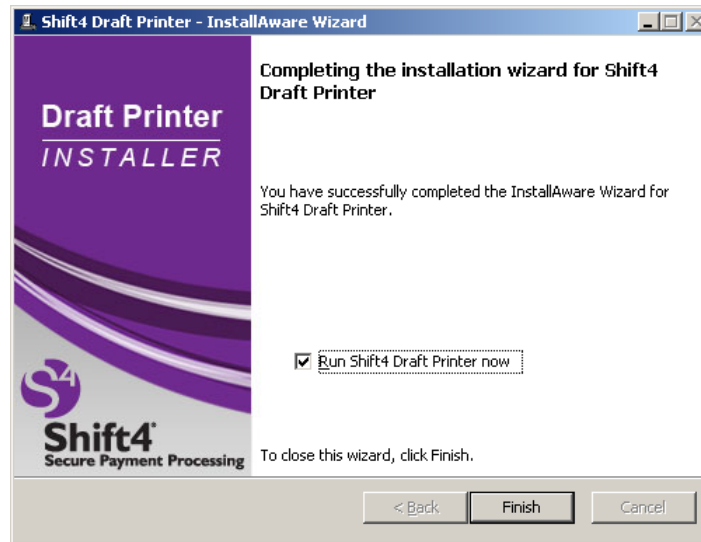 Shift4 Draft Printer - InstallAware Wizard
Draft Printer
INSTALLER
Completing the installation wizard for Shift4
Draft Printer
You have successfully completed the InstallAware Wizard for
Shift4 Draft Printer.
Run Shift4 Draft Printer now
S4
Shift4
Secure Payment Processing
To close this wizard, click Finish.
< Back
Finish
Cancel